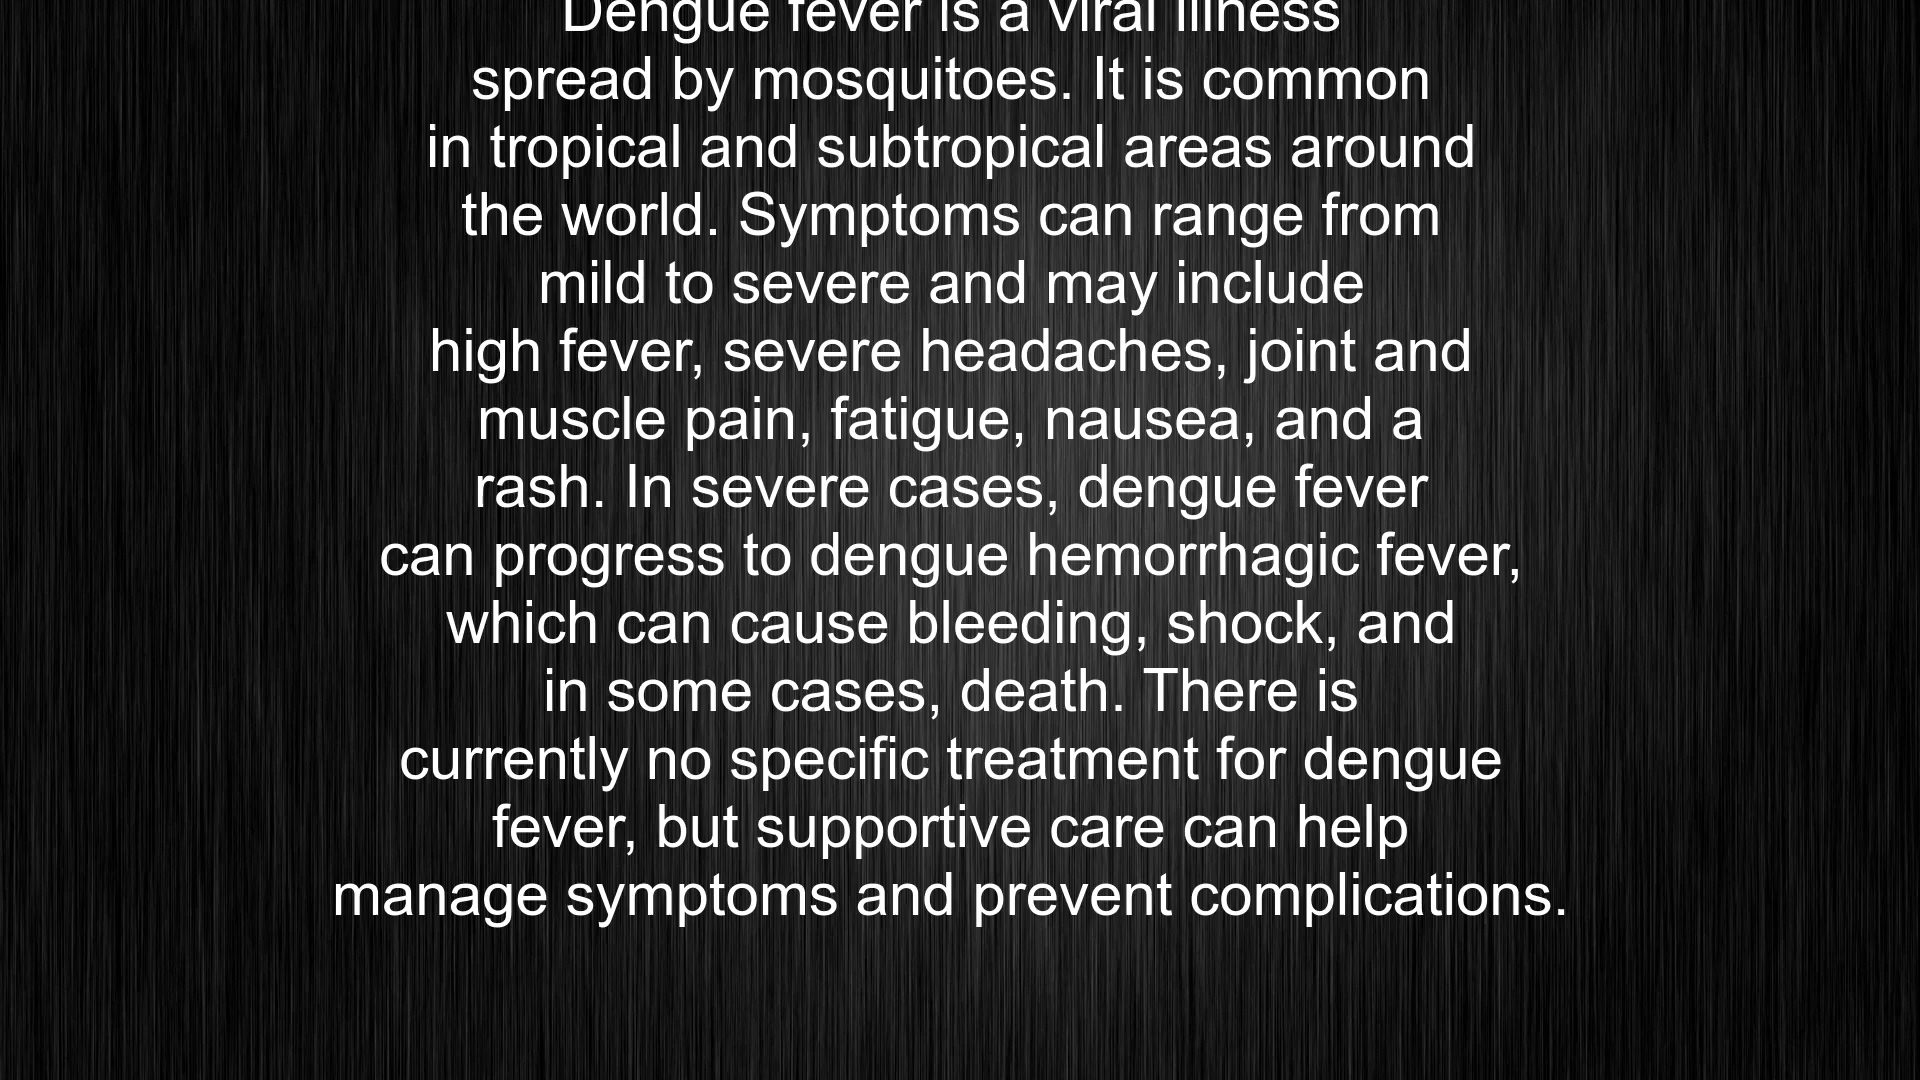 Dengue fever is a viral illness
spread by mosquitoes. It is common
in tropical and subtropical areas around
the world. Symptoms can range from
mild to severe and may include
high fever, severe headaches, joint and
muscle pain, fatigue, nausea, and a
rash. In severe cases, dengue fever
can progress to dengue hemorrhagic fever,
which can cause bleeding, shock, and
in some cases, death. There is
currently no specific treatment for dengue
fever, but supportive care can help
manage symptoms and prevent complications.